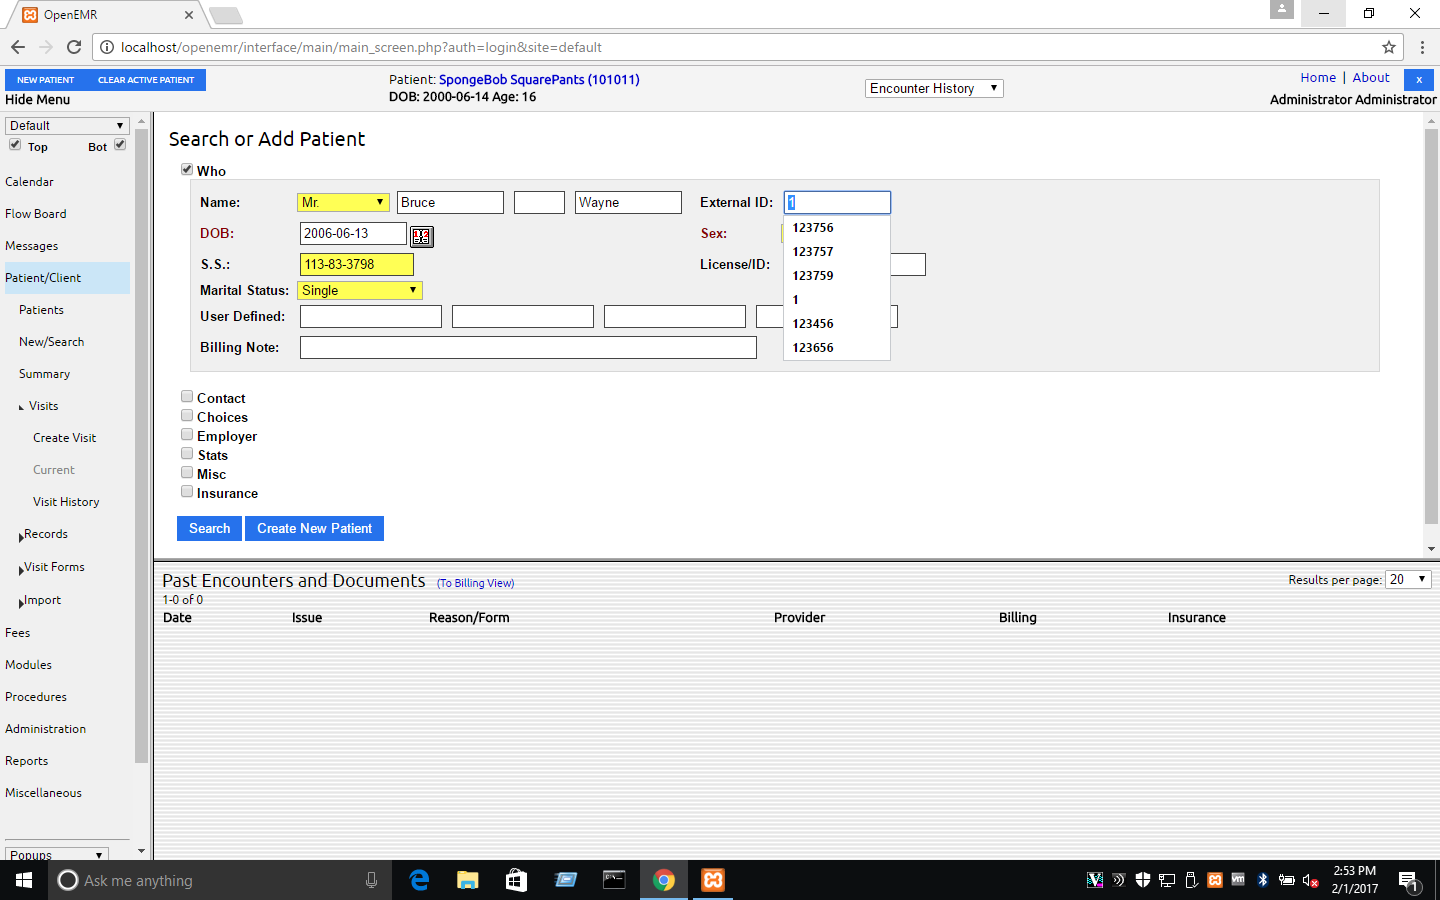 OpenEMR
localhost/openemr/interface/main/main_screen.php?auth=login&site=default
NEW PATIENT CLEAR ACTIVE PATIENT
Patient: SpongeBob SquarePants (101011)
DOB: 2000-06-14 Age: 16
Encounter History
Home | About
x
Hide Menu
Administrator Administrator
Default
Top Bot
Calendar
Flow Board
Messages
Patient/Client
Patients
New/Search
Summary
Visits
Create Visit
Current
Visit History
Records
Visit Forms
Import
Fees
Modules
Procedures
Administration
Reports
Miscellaneous
Popups
Search or Add Patient
Who
Name: Mr. Bruce Wayne External ID: 1
DOB: 2006-06-13 Sex:
S.S.: 113-83-3798 License/ID:
Marital Status: Single
User Defined:
Billing Note:
123756
123757
123759
1
123456
123656
Contact
Choices
Employer
Stats
Misc
Insurance
Search Create New Patient
Past Encounters and Documents (To Billing View) Results per page: 20
1-0 of 0
Date Issue Reason/Form Provider Billing Insurance
Ask me anything
2:53 PM
2/1/2017
1